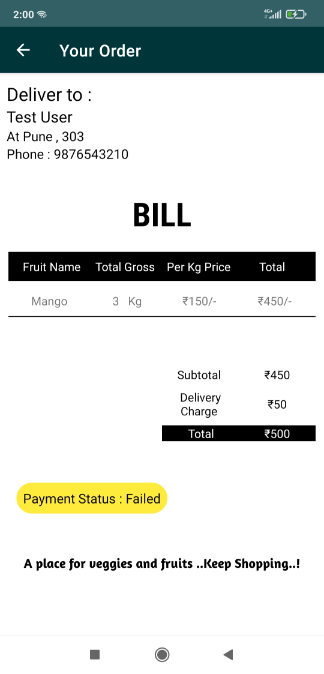 2:00
4G+
Your Order
Deliver to :
Test User
At Pune , 303
Phone : 9876543210
BILL
Fruit Name Total Gross Per Kg Price Total
Mango 3 Kg ₹150/- ₹450/-
Subtotal ₹450
Delivery
Charge ₹50
Total ₹500
Payment Status : Failed
A place for veggies and fruits ..Keep Shopping..!